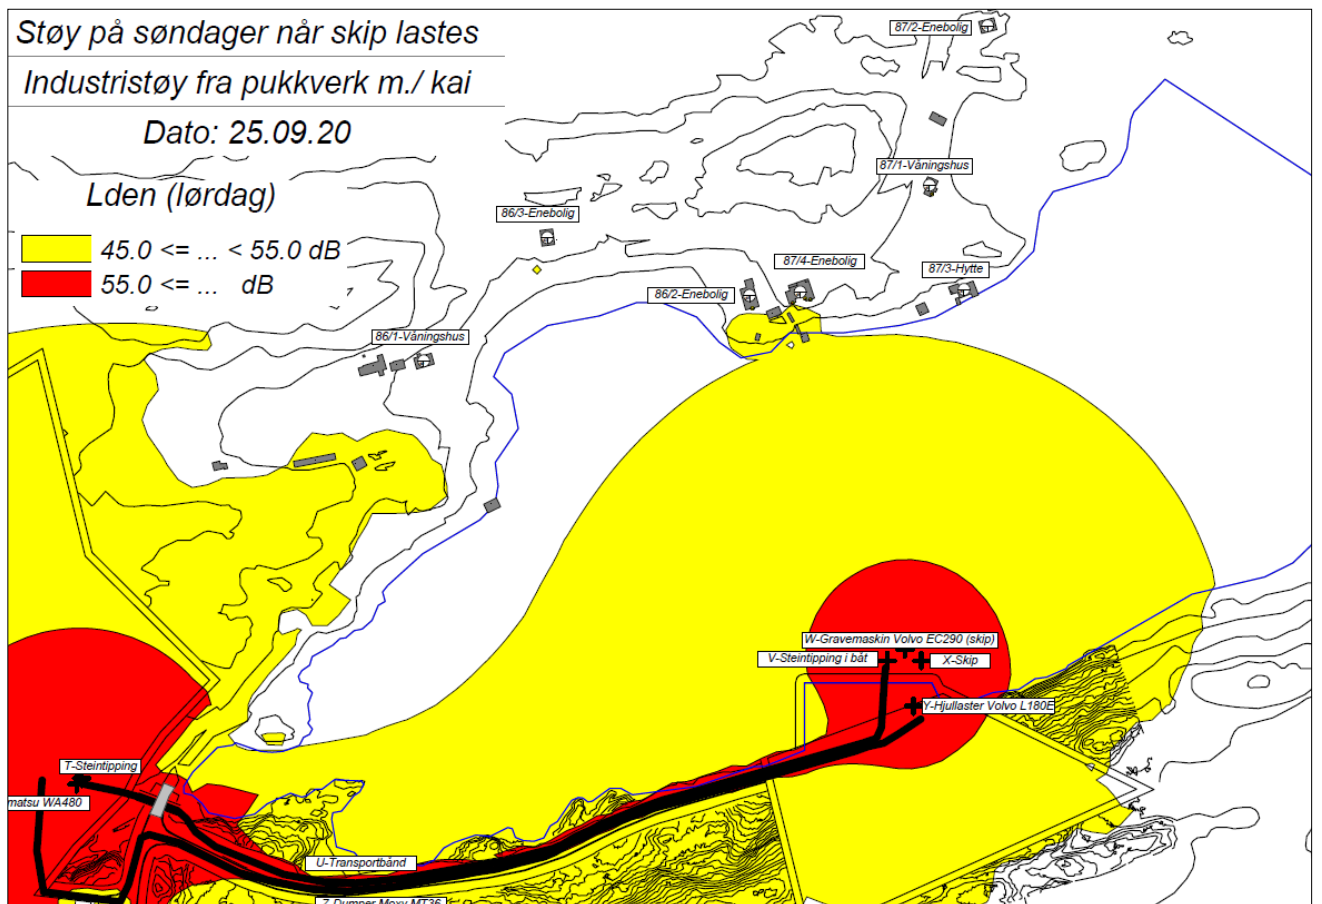 Støy på søndager når skip lastes
Industristøy fra pukkverk m./ kai
Dato: 25.09.20
Lden (lørdag)
45.0 <= ... < 55.0 dB
55.0 <= ... dB
87/2-Enebolig
87/1-Våningshus
86/3-Enebolig
87/4-Enebolig
87/3-Hytte
86/2-Enebolig
86/1-Våningshus
W-Gravemaskin Volvo EC290 (skip)
V-Steintipping i båt
X-Skip
Y-Hjullaster Volvo L180E
T-Steintipping
matsu WA480
U-Transportbånd
Z-Dumper Moxy MT36